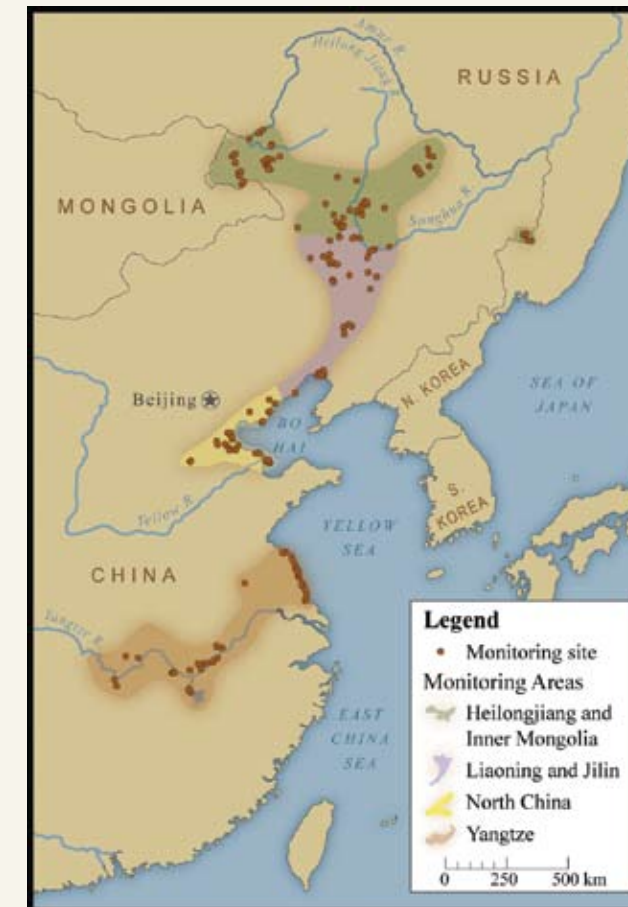 Amur R.
Heilong Jiang R.
RUSSIA
MONGOLIA
Songhua R.
Beijing
BO
HAI
N. KOREA
SEA OF
JAPAN
S.
KOREA
Yellow R.
YELLOW
SEA
CHINA
Yangtze R.
EAST
CHINA
SEA
Legend
Monitoring site
Monitoring Areas
Heilongjiang and
Inner Mongolia
Liaoning and Jilin
North China
Yangtze
0 250 500 km